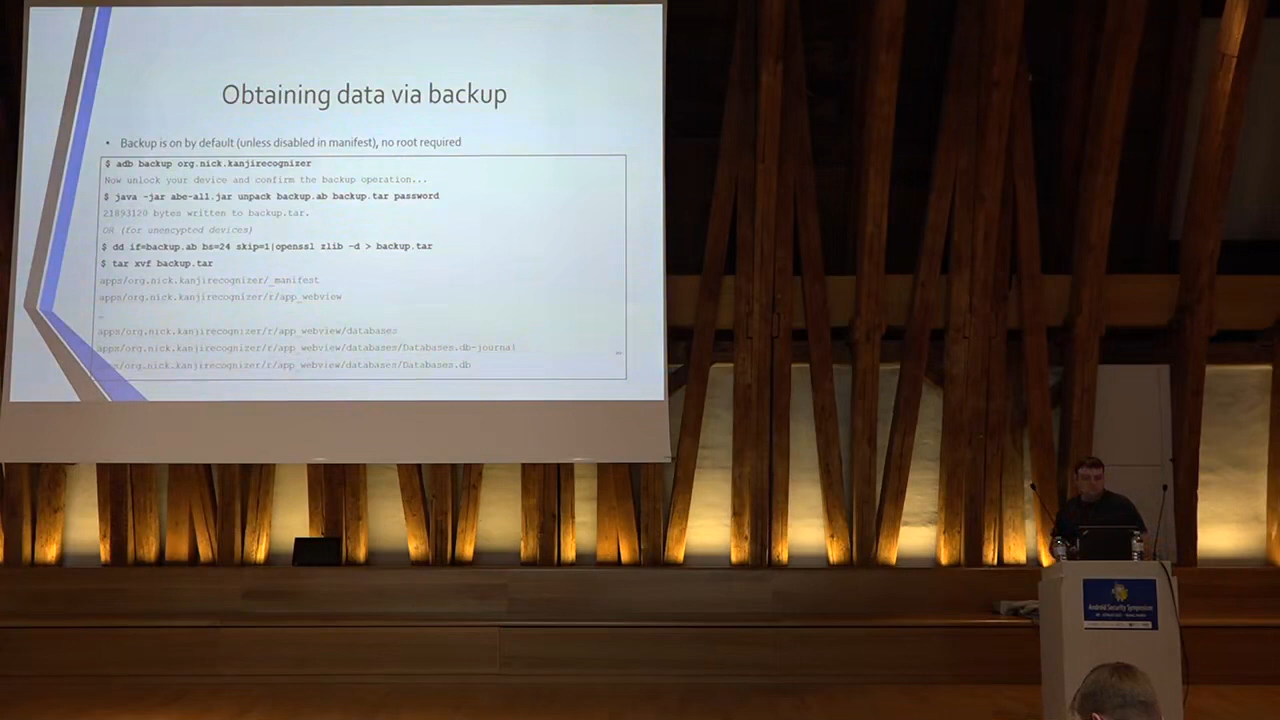 Obtaining data via backup
• Backup is on by default (unless disabled in manifest), no root required
$ adb backup org.nick.kanjirecognizer
Now unlock your device and confirm the backup operation...
$ java -jar abe-all.jar unpack backup.ab backup.tar password
21893120 bytes written to backup.tar.
OR (for unencypted devices)
$ dd if=backup.ab bs=24 skip=1|openssl zlib -d > backup.tar
$ tar xvf backup.tar
apps/org.nick.kanjirecognizer/_manifest
apps/org.nick.kanjirecognizer/r/app_webview
…
apps/org.nick.kanjirecognizer/r/app_webview/databases
apps/org.nick.kanjirecognizer/r/app_webview/databases/Databases.db-journal
apps/org.nick.kanjirecognizer/r/app_webview/databases/Databases.db
Android Security Symposium